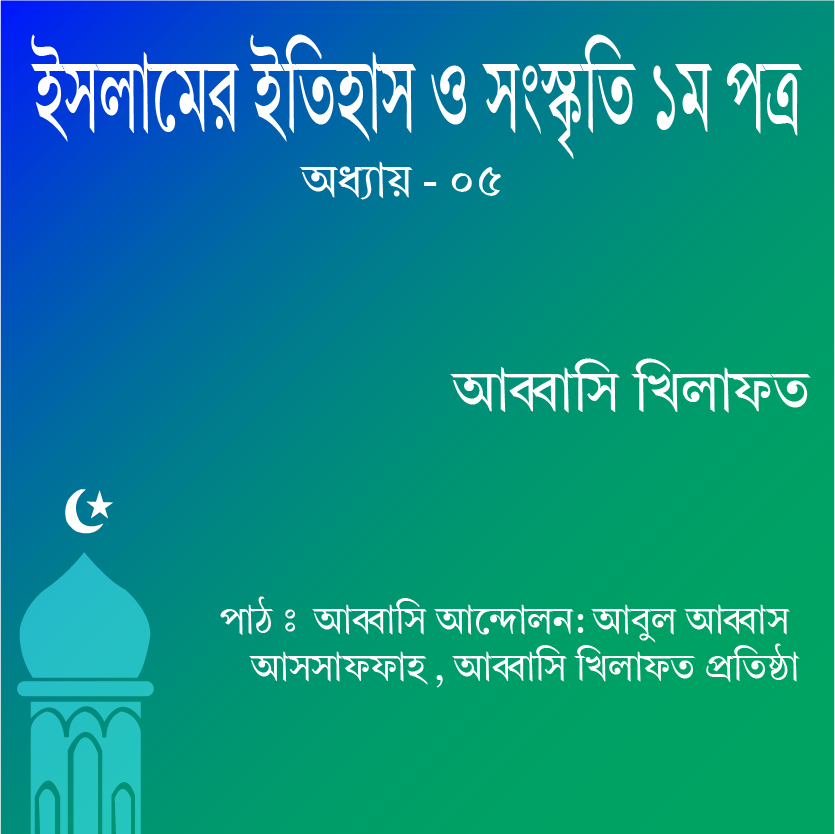 ইসলামের ইতিহাস ও সংস্কৃতি ১ম পত্র
অধ্যায় - ০৫
আব্বাসি খিলাফত
পাঠ ঃ আব্বাসি আন্দোলন: আবুল আব্বাস
আসসাফফাহ , আব্বাসি খিলাফত প্রতিষ্ঠা